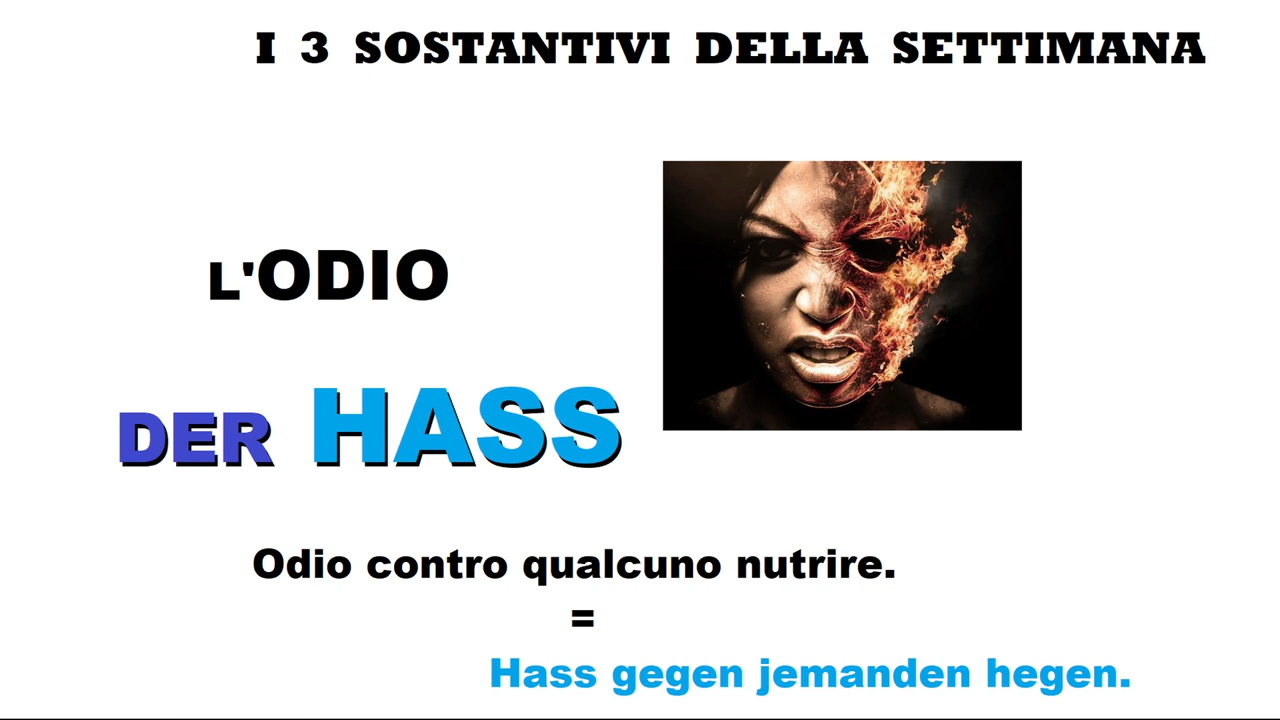 I 3 SOSTANTIVI DELLA SETTIMANA
L'ODIO
DER HASS
Odio contro qualcuno nutrire.
=
Hass gegen jemanden hegen.